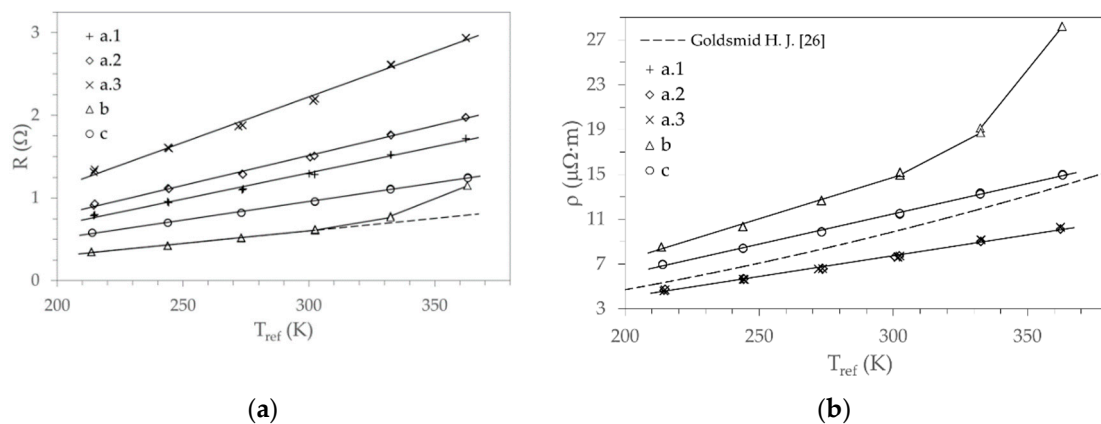 3
2
1
0
R (Ω)
a.1
a.2
a.3
b
c
200
250
300
350
T_ref (K)
(a)
27
23
19
15
11
7
3
ρ (μΩ·m)
Goldsmid H. J. [26]
a.1
a.2
a.3
b
c
200
250
300
350
T_ref (K)
(b)